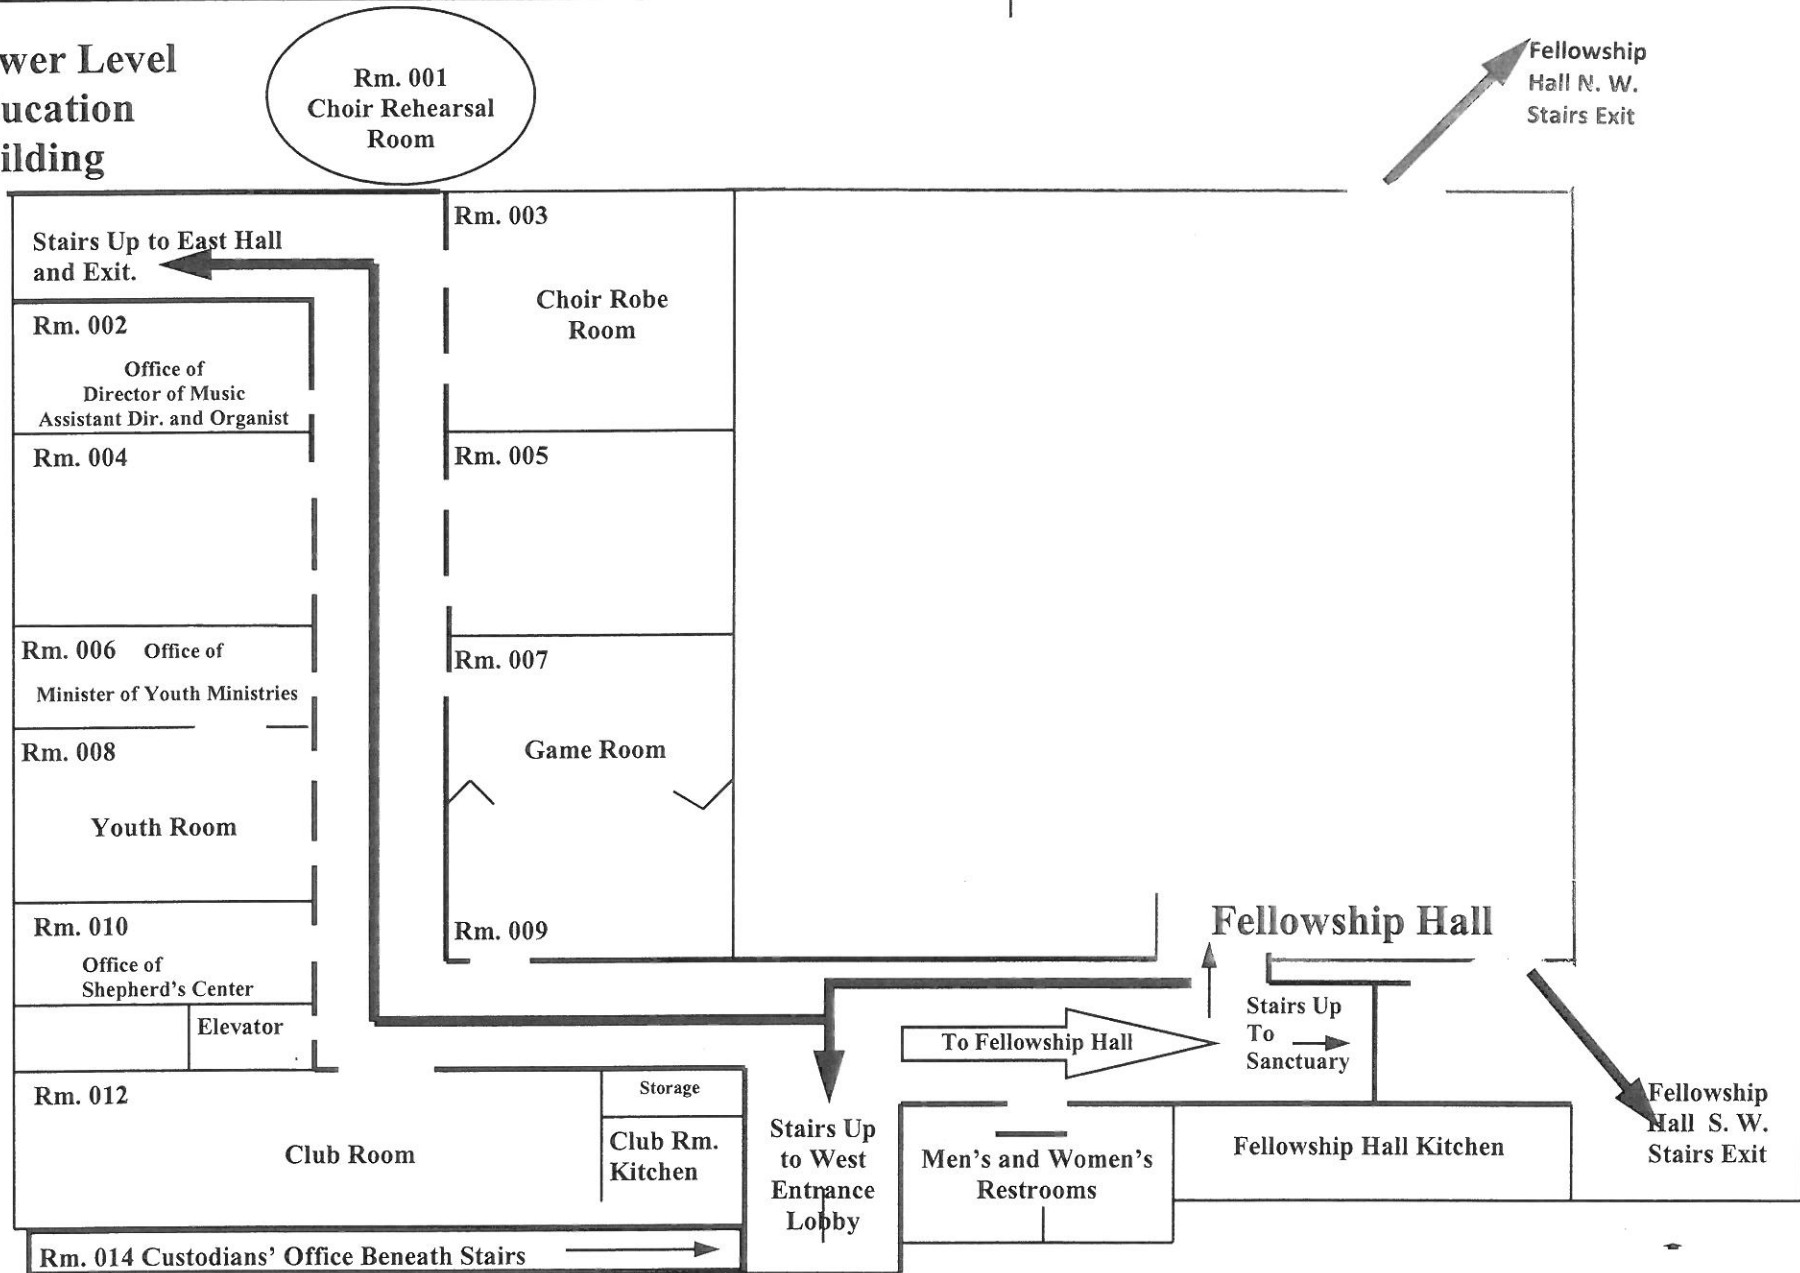 wer Level
ucation
ilding
Rm. 001
Choir Rehearsal
Room
Fellowship
Hall N. W.
Stairs Exit
Stairs Up to East Hall
and Exit.
Rm. 002
Office of
Director of Music
Assistant Dir. and Organist
Rm. 004
Rm. 006 Office of
Minister of Youth Ministries
Rm. 008
Youth Room
Rm. 010
Office of
Shepherd's Center
Elevator
Rm. 012
Club Room
Storage
Club Rm.
Kitchen
Rm. 014 Custodians' Office Beneath Stairs
Rm. 003
Choir Robe
Room
Rm. 005
Rm. 007
Game Room
Rm. 009
Fellowship Hall
To Fellowship Hall
Stairs Up
To
Sanctuary
Stairs Up
to West
Entrance
Lobby
Men's and Women's
Restrooms
Fellowship Hall Kitchen
Fellowship
Hall S. W.
Stairs Exit